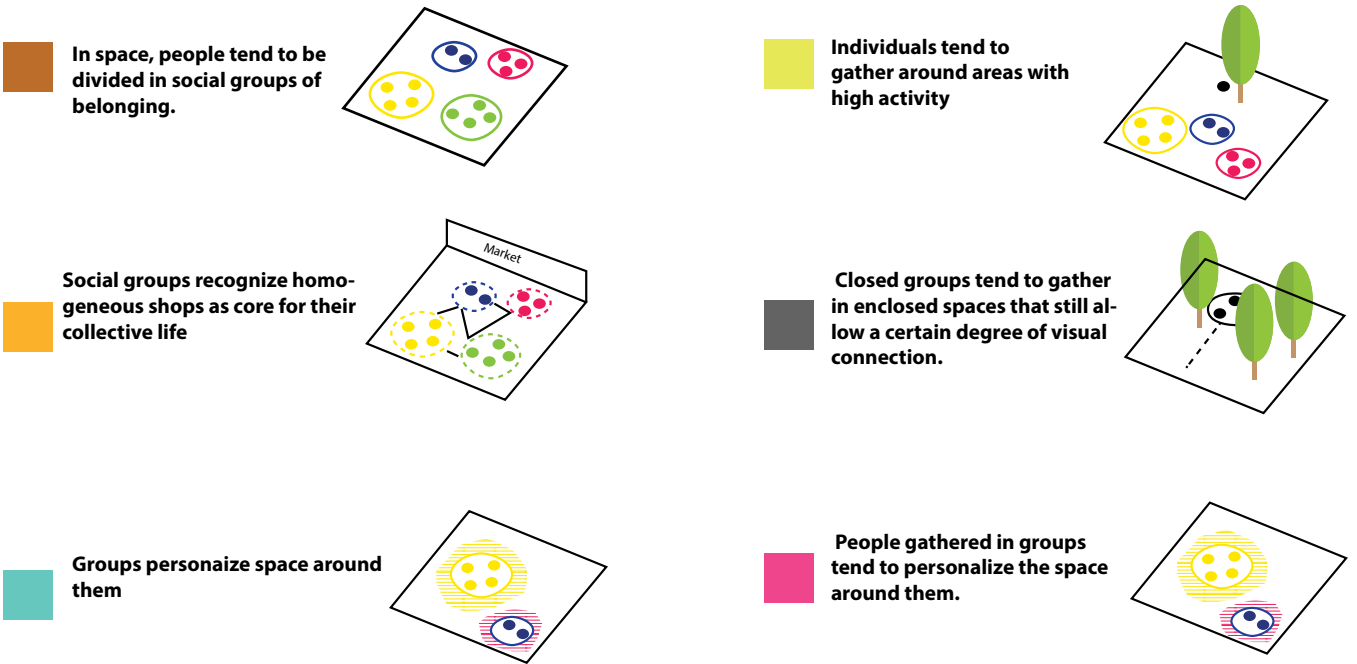 In space, people tend to be
divided in social groups of
belonging.
Individuals tend to
gather around areas with
high activity
Social groups recognize homo-
geneous shops as core for their
collective life
Market
Closed groups tend to gather
in enclosed spaces that still al-
low a certain degree of visual
connection.
Groups personaize space around
them
People gathered in groups
tend to personalize the space
around them.